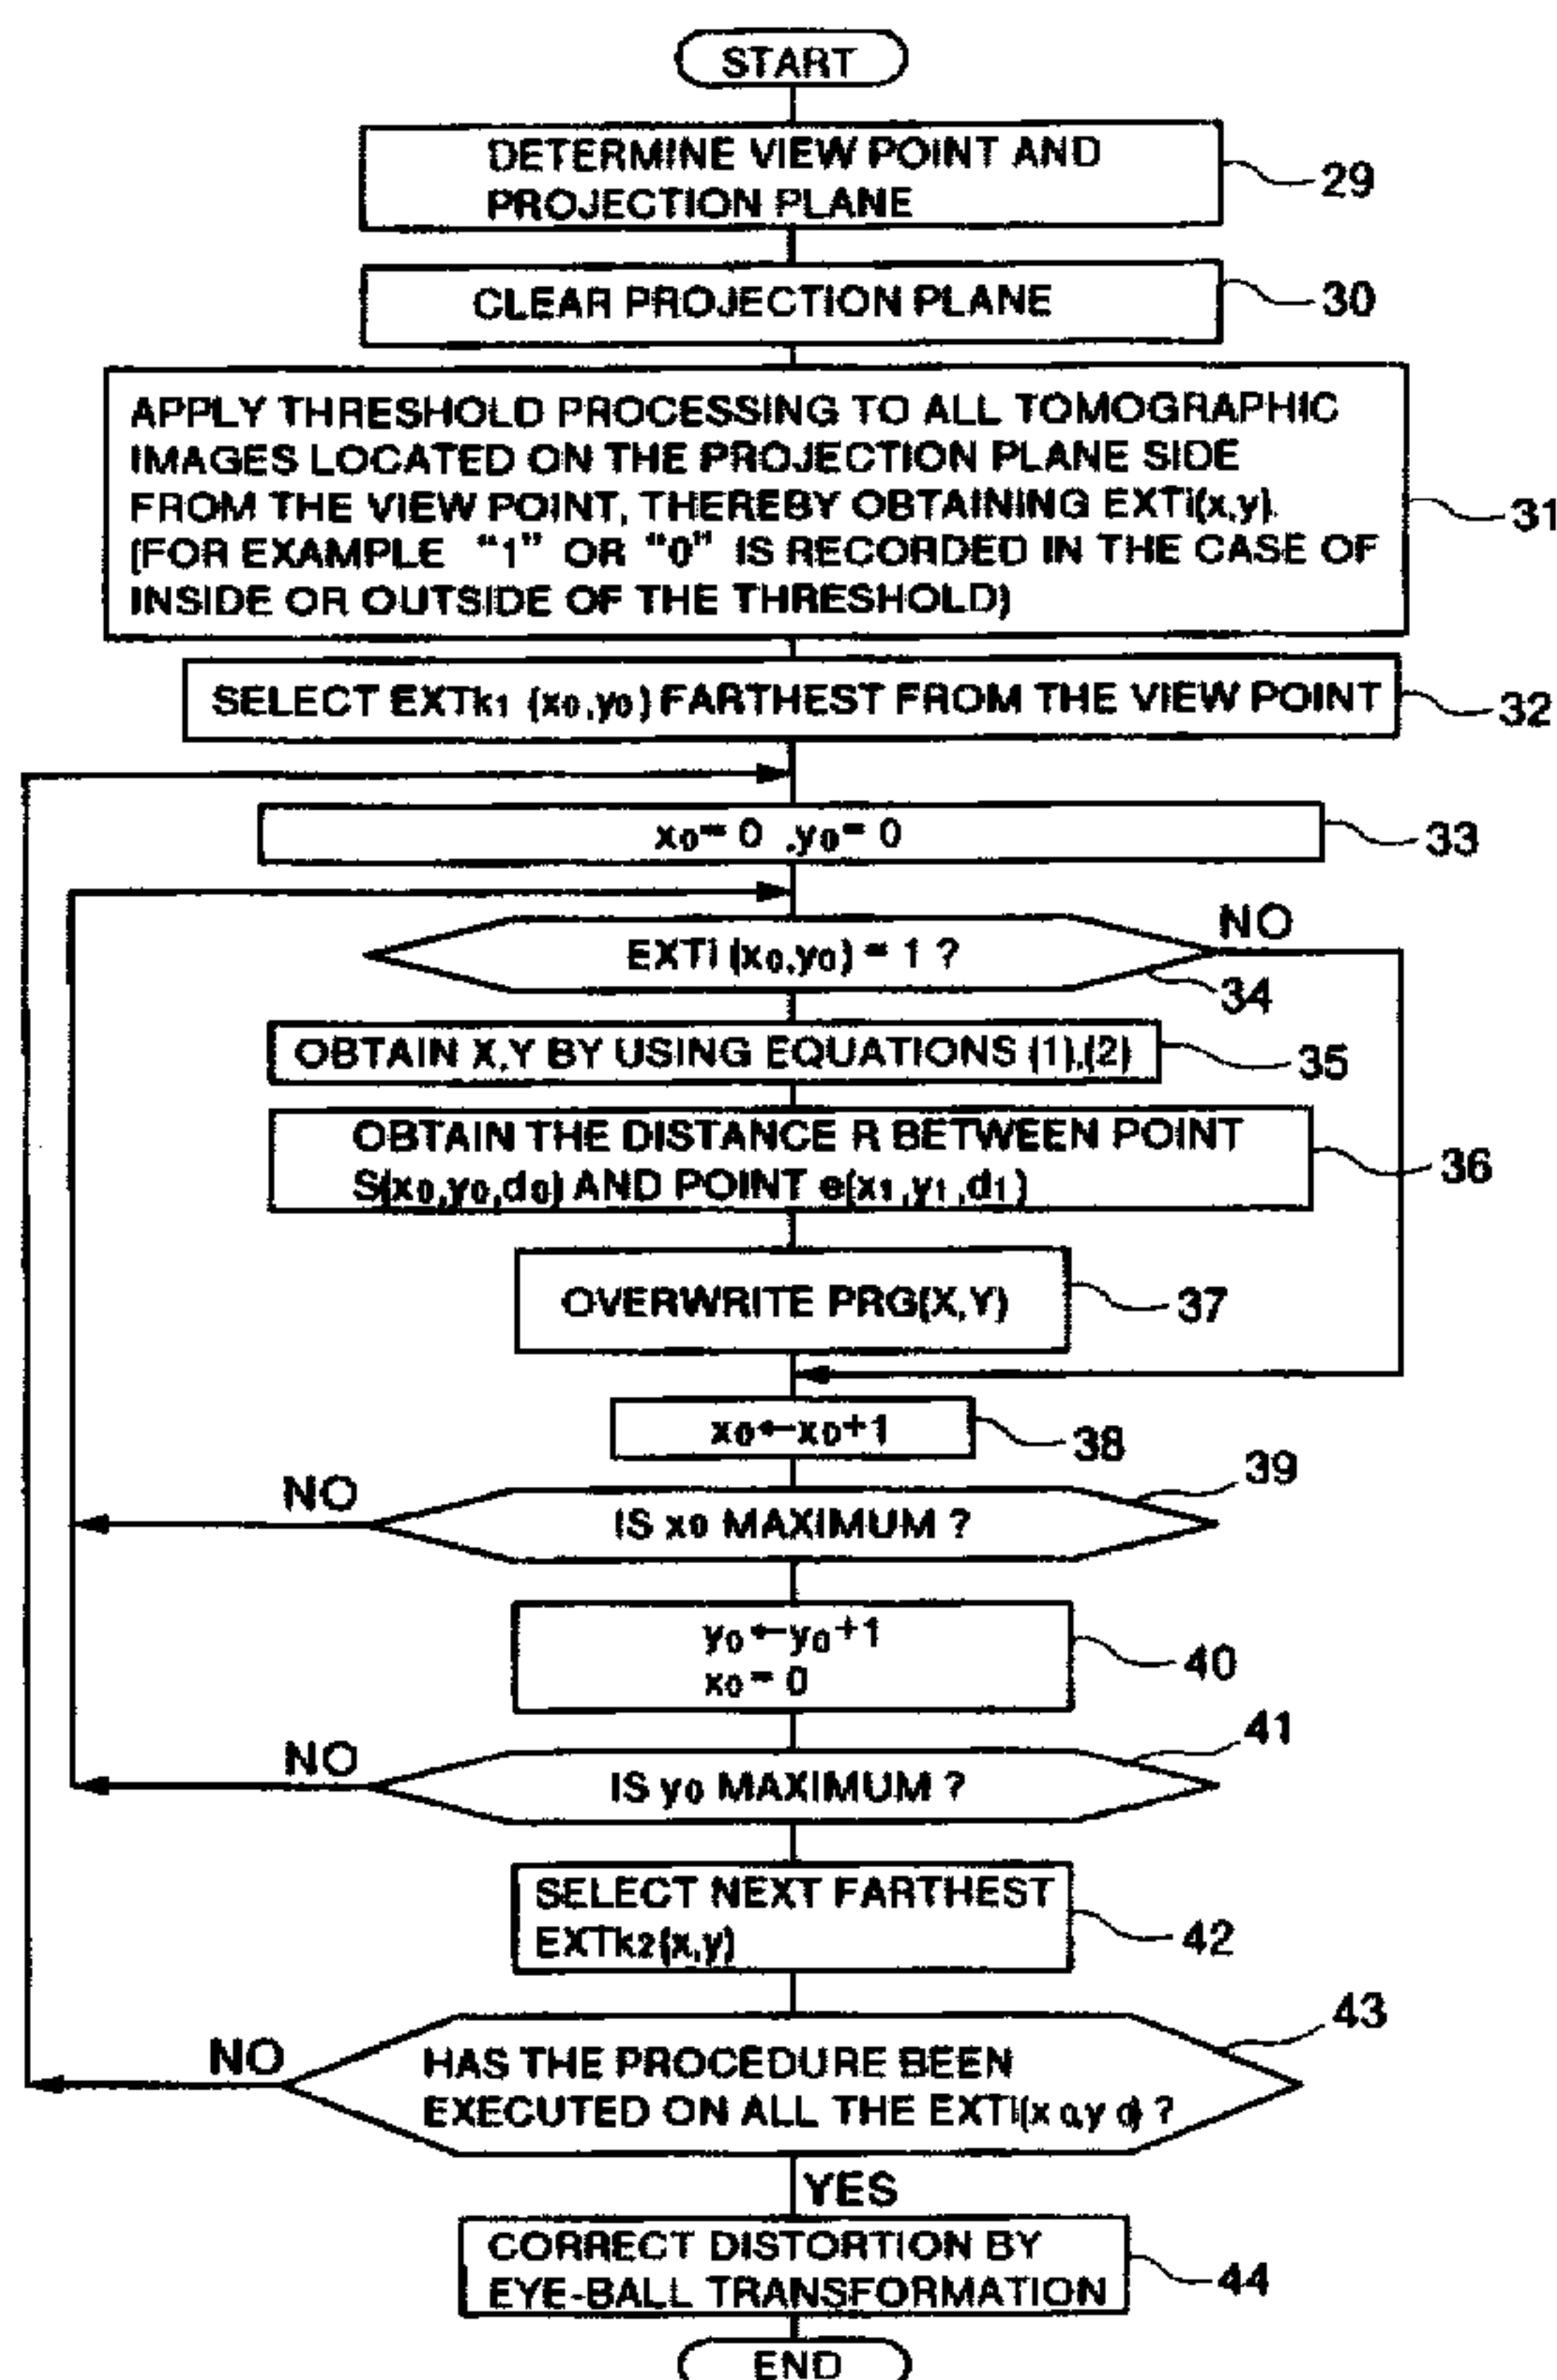 START
DETERMINE VIEW POINT AND
PROJECTION PLANE
29
CLEAR PROJECTION PLANE
30
APPLY THRESHOLD PROCESSING TO ALL TOMOGRAPHIC
IMAGES LOCATED ON THE PROJECTION PLANE SIDE
FROM THE VIEW POINT, THEREBY OBTAINING EXTi(x,y).
(FOR EXAMPLE "1" OR "0" IS RECORDED IN THE CASE OF
INSIDE OR OUTSIDE OF THE THRESHOLD)
31
SELECT EXTk1 (x0,y0) FARTHEST FROM THE VIEW POINT
32
x0= 0 ,y0= 0
33
NO
EXTi (x0,y0) = 1 ?
34
OBTAIN X,Y BY USING EQUATIONS (1),(2)
35
OBTAIN THE DISTANCE R BETWEEN POINT
S(x0,y0,d0) AND POINT e(x1,y1,d1)
36
OVERWRITE PRG(X,Y)
37
x0←x0+1
38
NO
IS x0 MAXIMUM ?
39
y0←y0+1
x0 = 0
40
NO
IS y0 MAXIMUM ?
41
SELECT NEXT FARTHEST
EXTk2(x,y)
42
NO
HAS THE PROCEDURE BEEN
EXECUTED ON ALL THE EXTi(x0,y0) ?
43
YES
CORRECT DISTORTION BY
EYE-BALL TRANSFORMATION
44
END